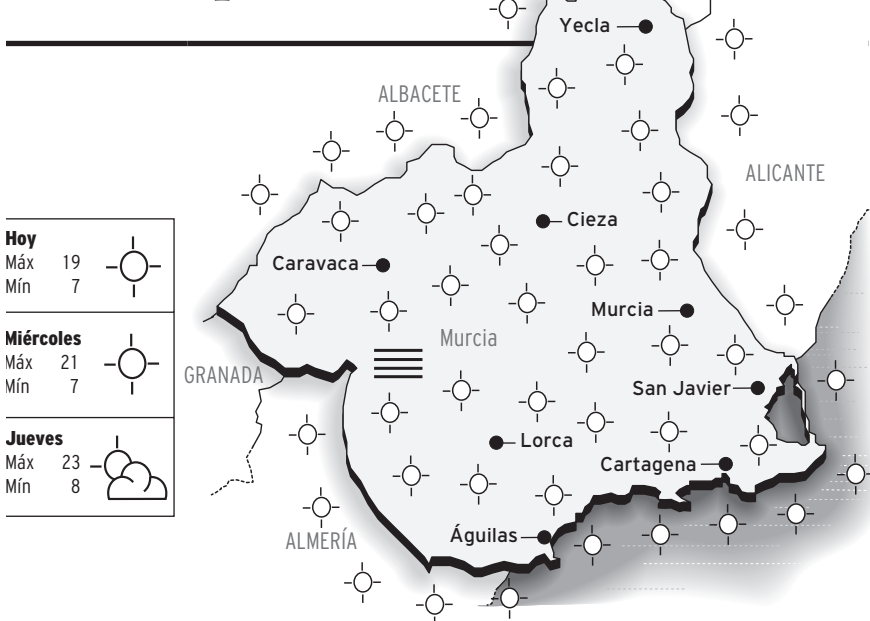 Yecla
ALBACETE
ALICANTE
Cieza
Caravaca
Murcia
Murcia
GRANADA
San Javier
Lorca
Cartagena
Águilas
ALMERÍA
Hoy
Máx 19
Mín 7
Miércoles
Máx 21
Mín 7
Jueves
Máx 23
Mín 8